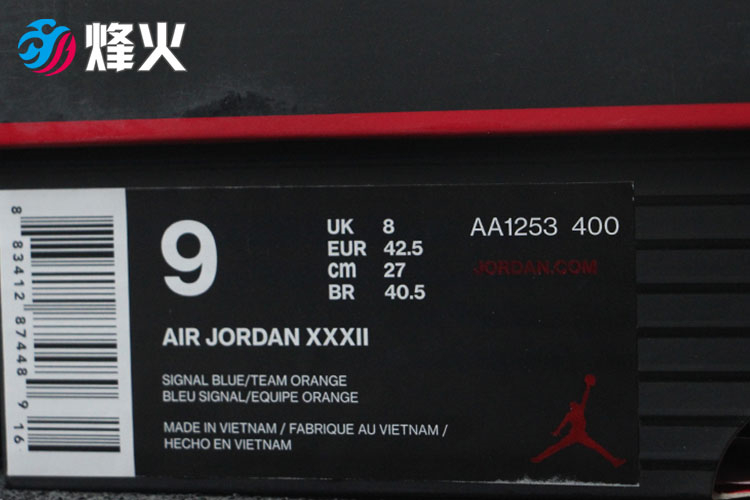 烽火
9
UK 8
EUR 42.5
cm 27
BR 40.5
AA1253 400
JORDAN.COM
AIR JORDAN XXXII
SIGNAL BLUE/TEAM ORANGE
BLEU SIGNAL/EQUIPE ORANGE
MADE IN VIETNAM / FABRIQUE AU VIETNAM /
HECHO EN VIETNAM
8 83412 87448 9 16